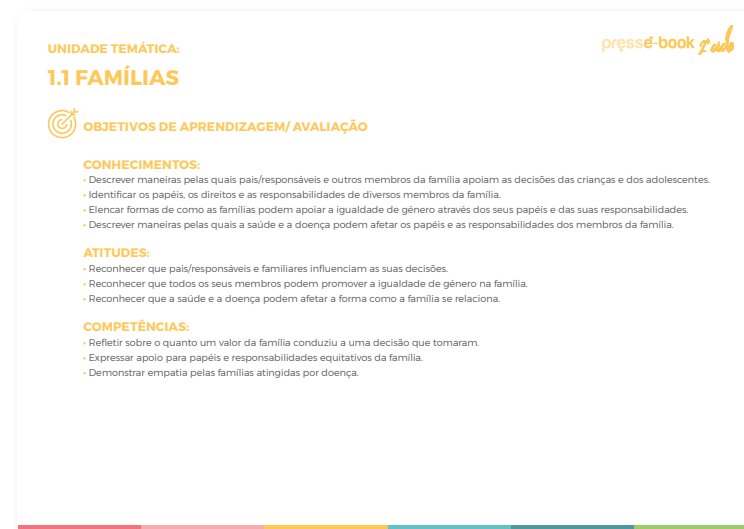 UNIDADE TEMÁTICA:
presse-book 2º ciclo
1.1 FAMÍLIAS
OBJETIVOS DE APRENDIZAGEM/ AVALIAÇÃO
CONHECIMENTOS:
• Descrever maneiras pelas quais pais/responsáveis e outros membros da família apoiam as decisões das crianças e dos adolescentes.
• Identificar os papéis, os direitos e as responsabilidades de diversos membros da família.
• Elencar formas de como as famílias podem apoiar a igualdade de género através dos seus papéis e das suas responsabilidades.
• Descrever maneiras pelas quais a saúde e a doença podem afetar os papéis e as responsabilidades dos membros da família.
ATITUDES:
• Reconhecer que pais/responsáveis e familiares influenciam as suas decisões.
• Reconhecer que todos os seus membros podem promover a igualdade de género na família.
• Reconhecer que a saúde e a doença podem afetar a forma como a família se relaciona.
COMPETÊNCIAS:
• Refletir sobre o quanto um valor da família conduziu a uma decisão que tomaram.
• Expressar apoio para papéis e responsabilidades equitativos da família.
• Demonstrar empatia pelas famílias atingidas por doença.